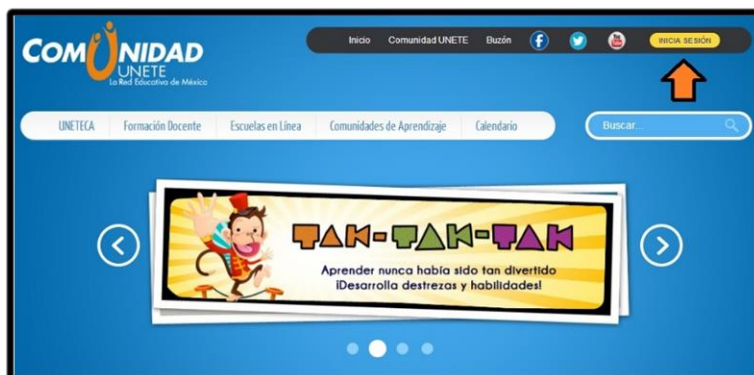 COMUNIDAD
UNETE
La Red Educativa de México
Inicio Comunidad UNETE Buzón INICIA SESIÓN
UNETECA Formación Docente Escuelas en Línea Comunidades de Aprendizaje Calendario Buscar...
TAK-TAK-TAK
Aprender nunca había sido tan divertido
¡Desarrolla destrezas y habilidades!